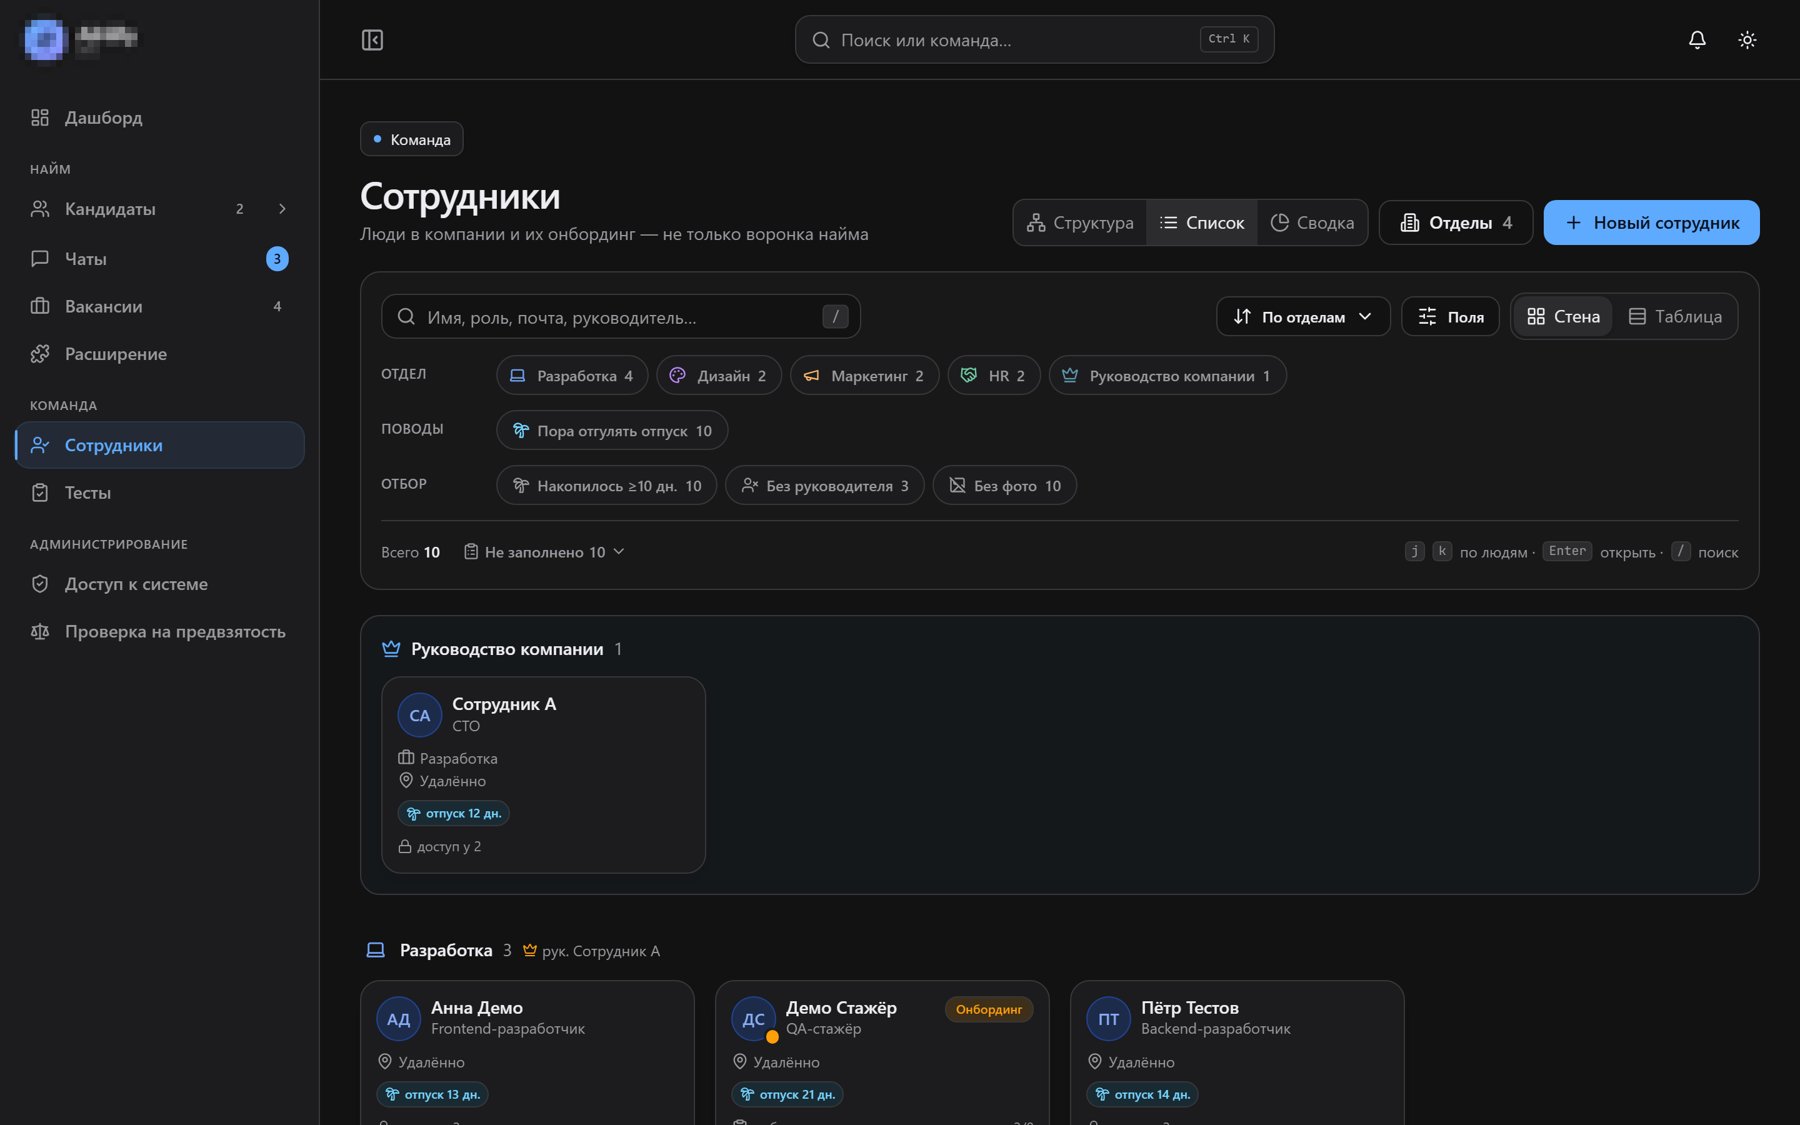 Поиск или команда...
Ctrl K
Дашборд
НАЙМ
Кандидаты 2
Чаты 3
Вакансии 4
Расширение
КОМАНДА
Сотрудники
Тесты
АДМИНИСТРИРОВАНИЕ
Доступ к системе
Проверка на предвзятость
Команда
Сотрудники
Люди в компании и их онбординг — не только воронка найма
Структура Список Сводка
Отделы 4
+ Новый сотрудник
Имя, роль, почта, руководитель... /
По отделам
Поля
Стена Таблица
ОТДЕЛ
Разработка 4
Дизайн 2
Маркетинг 2
HR 2
Руководство компании 1
ПОВОДЫ
Пора отгулять отпуск 10
ОТБОР
Накопилось ≥10 дн. 10
Без руководителя 3
Без фото 10
Всего 10
Не заполнено 10
j k по людям · Enter открыть · / поиск
Руководство компании 1
СА
Сотрудник А
CTO
Разработка
Удалённо
отпуск 12 дн.
доступ у 2
Разработка 3 рук. Сотрудник А
АД
Анна Демо
Frontend-разработчик
Удалённо
отпуск 13 дн.
ДС
Демо Стажёр
Онбординг
QA-стажёр
Удалённо
отпуск 21 дн.
ПТ
Пётр Тестов
Backend-разработчик
Удалённо
отпуск 14 дн.